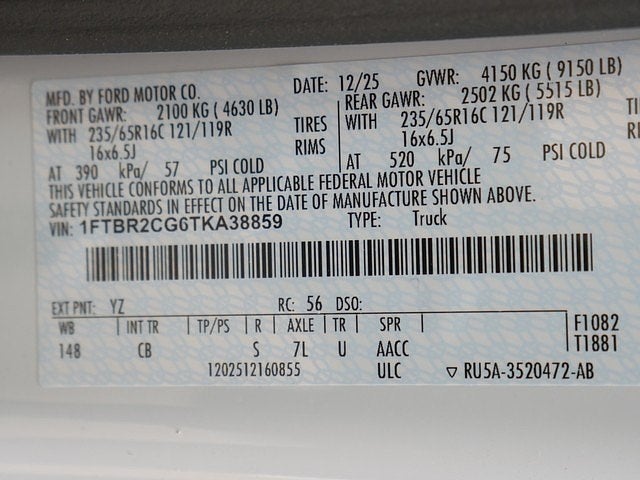 MFD. BY FORD MOTOR CO. DATE: 12/25 GVWR: 4150 KG ( 9150 LB)
FRONT GAWR: 2100 KG ( 4630 LB) REAR GAWR: 2502 KG ( 5515 LB)
WITH 235/65R16C 121/119R TIRES WITH 235/65R16C 121/119R
16x6.5J RIMS 16x6.5J
AT 390 kPa/ 57 PSI COLD AT 520 kPa/ 75 PSI COLD
THIS VEHICLE CONFORMS TO ALL APPLICABLE FEDERAL MOTOR VEHICLE
SAFETY STANDARDS IN EFFECT ON THE DATE OF MANUFACTURE SHOWN ABOVE.
VIN: 1FTBR2CG6TKA38859 TYPE: Truck
EXT PNT: YZ RC: 56 DSO:
WB INT TR TP/PS R AXLE TR SPR F1082
148 CB S 7L U AACC T1881
1202512160855 ULC ▽ RU5A-3520472-AB